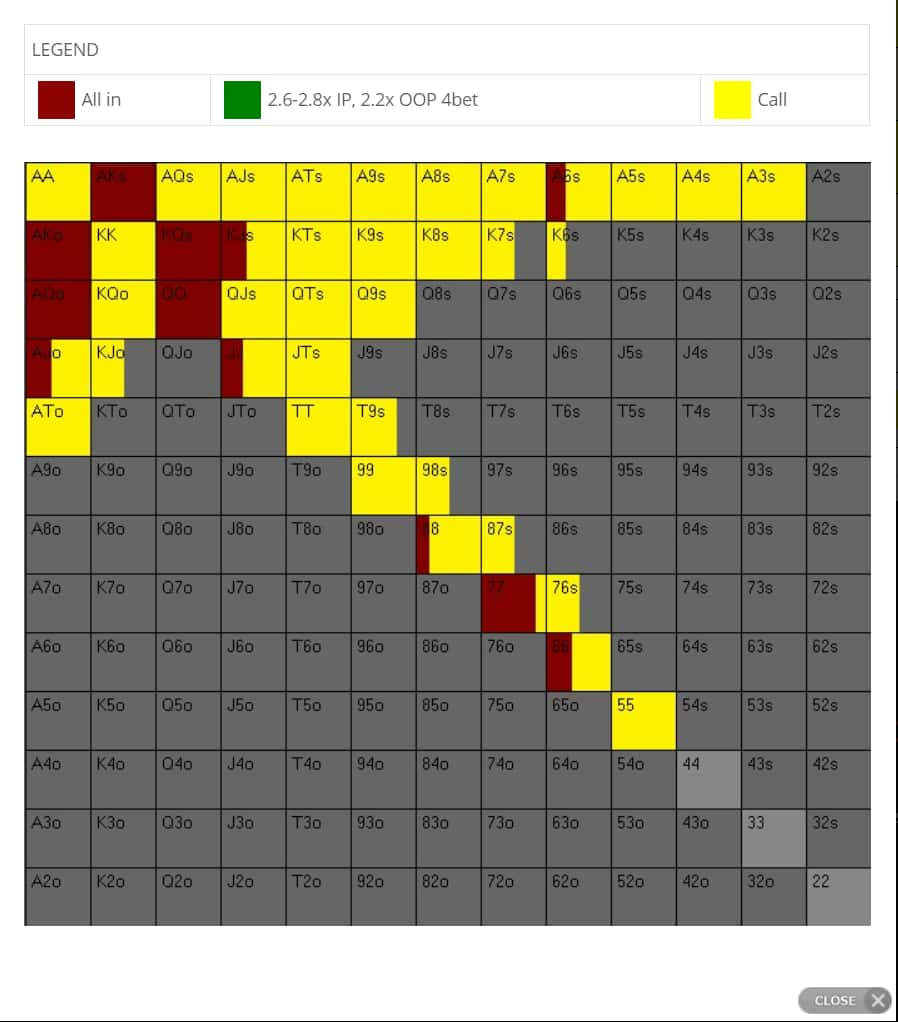 LEGEND
All in 2.6-2.8x IP, 2.2x OOP 4bet Call
AA AKs AQs AJs ATs A9s A8s A7s A6s A5s A4s A3s A2s
AKo KK KQs KJs KTs K9s K8s K7s K6s K5s K4s K3s K2s
AQo KQo QQ QJs QTs Q9s Q8s Q7s Q6s Q5s Q4s Q3s Q2s
AJo KJo QJo JJ JTs J9s J8s J7s J6s J5s J4s J3s J2s
ATo KTo QTo JTo TT T9s T8s T7s T6s T5s T4s T3s T2s
A9o K9o Q9o J9o T9o 99 98s 97s 96s 95s 94s 93s 92s
A8o K8o Q8o J8o T8o 98o 88 87s 86s 85s 84s 83s 82s
A7o K7o Q7o J7o T7o 97o 87o 77 76s 75s 74s 73s 72s
A6o K6o Q6o J6o T6o 96o 86o 76o 66 65s 64s 63s 62s
A5o K5o Q5o J5o T5o 95o 85o 75o 65o 55 54s 53s 52s
A4o K4o Q4o J4o T4o 94o 84o 74o 64o 54o 44 43s 42s
A3o K3o Q3o J3o T3o 93o 83o 73o 63o 53o 43o 33 32s
A2o K2o Q2o J2o T2o 92o 82o 72o 62o 52o 42o 32o 22
CLOSE